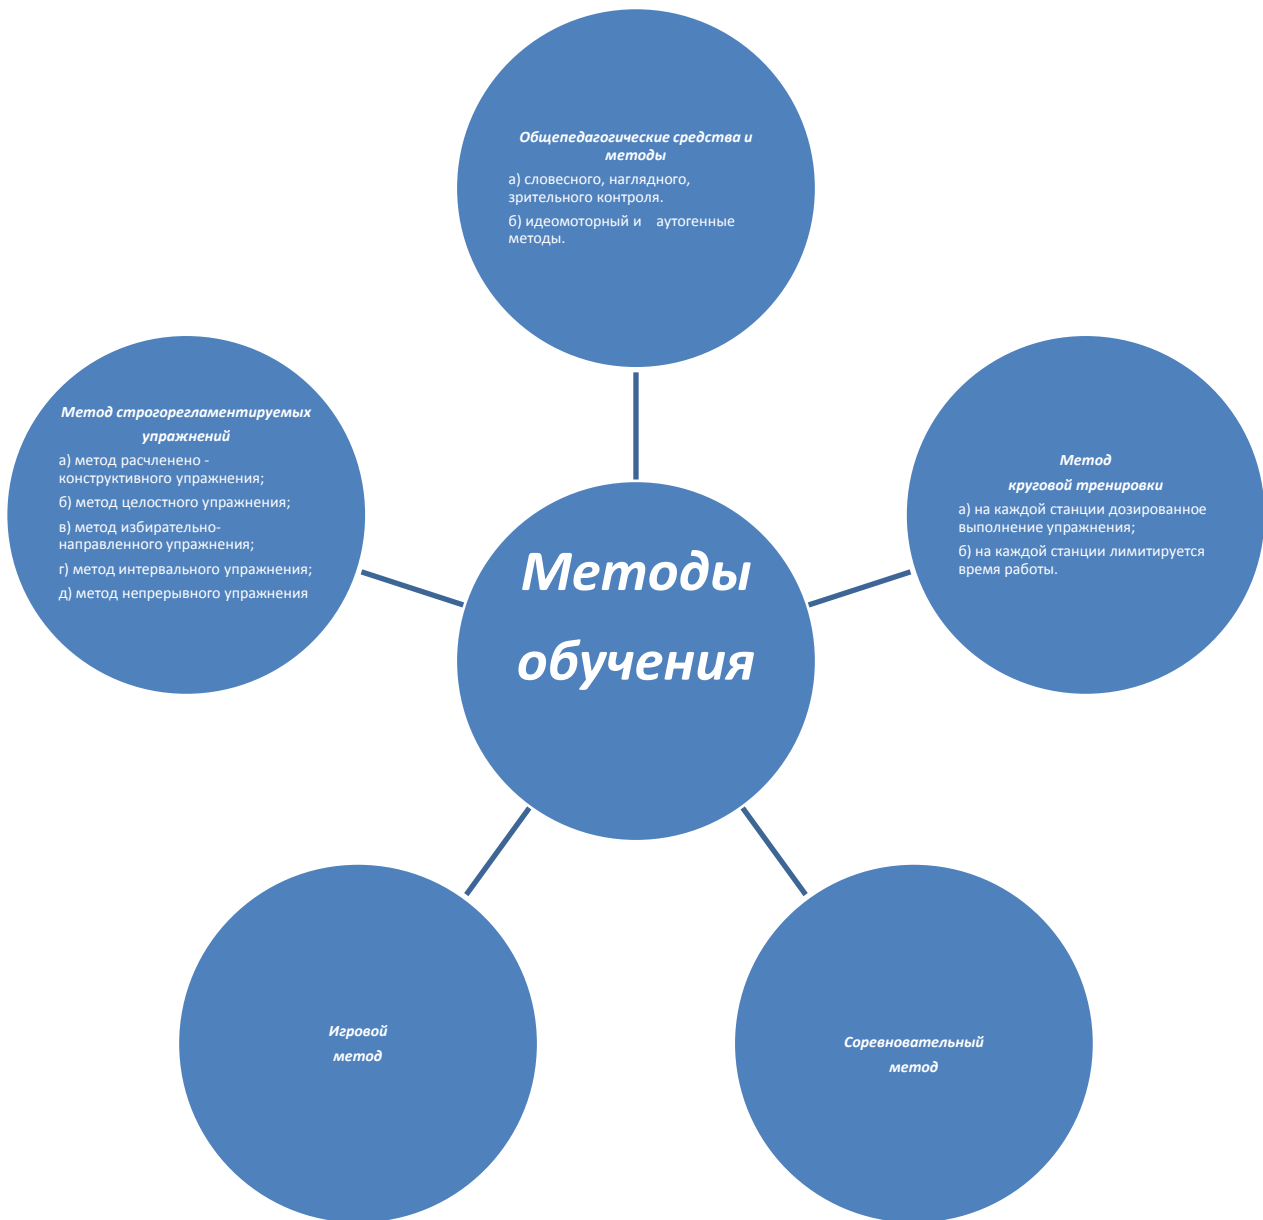 Общепедагогические средства и
методы
а) словесного, наглядного,
зрительного контроля.
б) идеомоторный и аутогенные
методы.
Метод строгорегламентируемых
упражнений
а) метод расчленено -
конструктивного упражнения;
б) метод целостного упражнения;
в) метод избирательно-
направленного упражнения;
г) метод интервального упражнения;
д) метод непрерывного упражнения
Метод
круговой тренировки
а) на каждой станции дозированное
выполнение упражнения;
б) на каждой станции лимитируется
время работы.
Методы
обучения
Игровой
метод
Соревновательный
метод